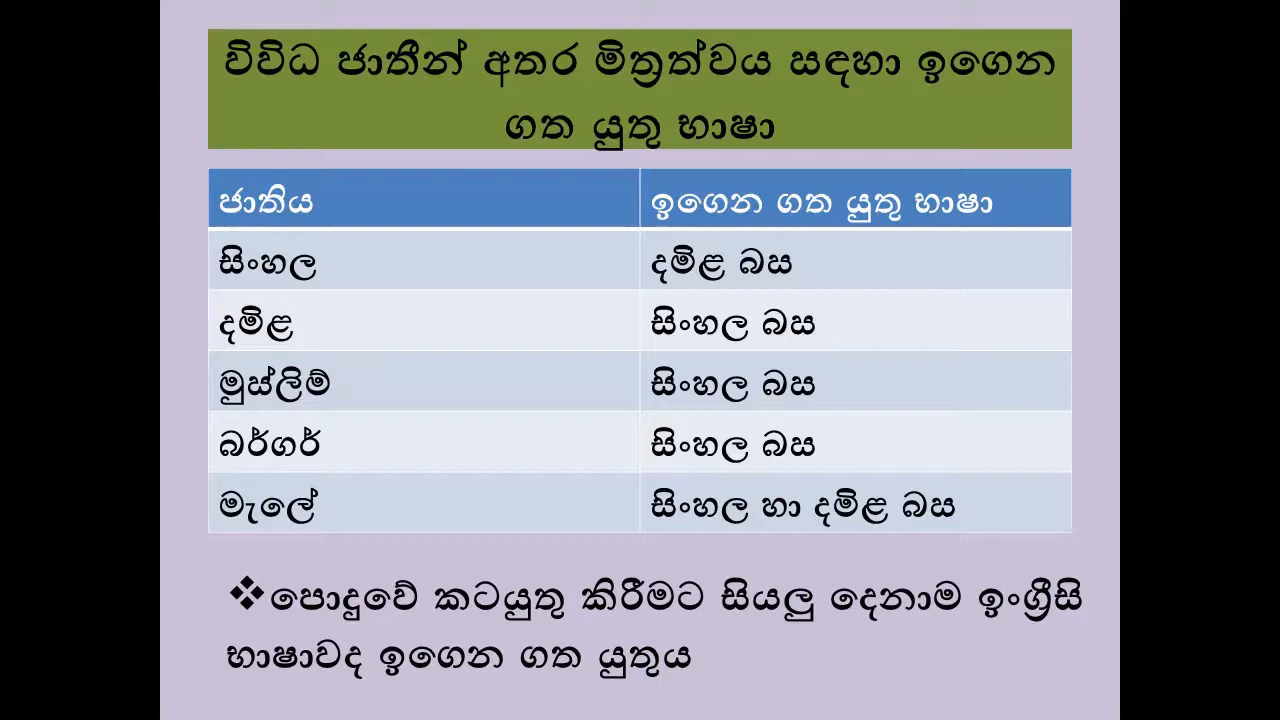 විවිධ ජාතීන් අතර මිත්‍රත්වය සඳහා ඉගෙන
ගත යුතු භාෂා
ජාතිය ඉගෙන ගත යුතු භාෂා
සිංහල දමිළ බස
දමිළ සිංහල බස
මුස්ලිම් සිංහල බස
බර්ගර් සිංහල බස
මැලේ සිංහල හා දමිළ බස
❖පොදුවේ කටයුතු කිරීමට සියලු දෙනාම ඉංග්‍රීසි
භාෂාවද ඉගෙන ගත යුතුය